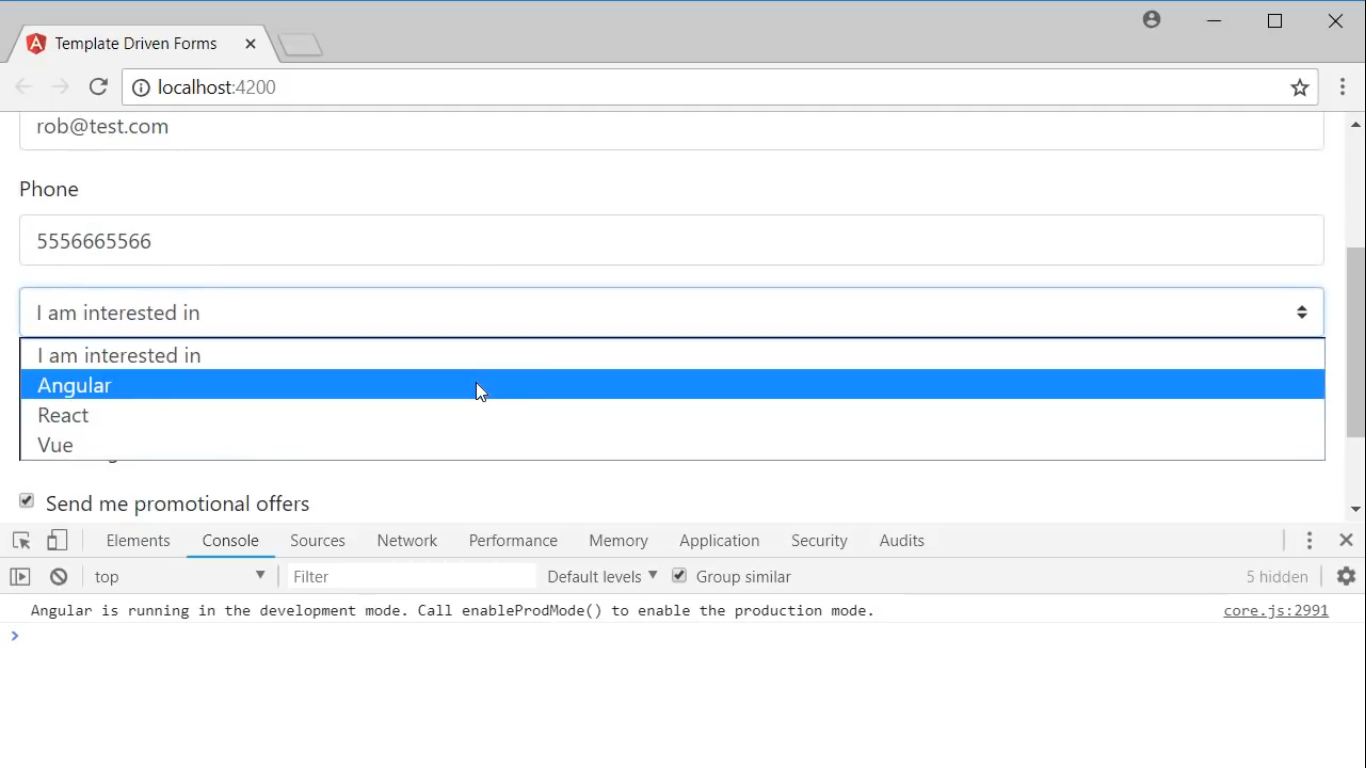 Template Driven Forms
localhost:4200
rob@test.com
Phone
5556665566
I am interested in
I am interested in
Angular
React
Vue
Send me promotional offers
Elements Console Sources Network Performance Memory Application Security Audits
top Filter Default levels Group similar 5 hidden
Angular is running in the development mode. Call enableProdMode() to enable the production mode. core.js:2991